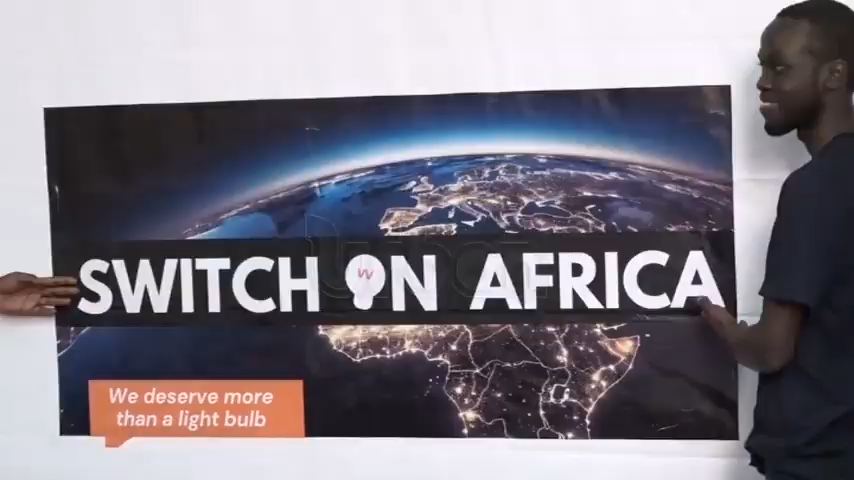 SWITCH ON AFRICA
We deserve more
than a light bulb